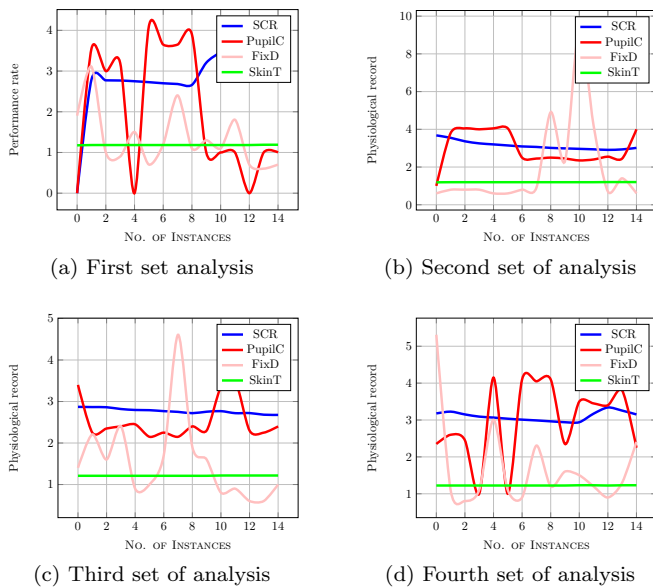 SCR
PupilC
FixD
SkinT
4
3
2
1
0
Performance rate
0 2 4 6 8 10 12 14
No. of Instances
(a) First set analysis
SCR
PupilC
FixD
SkinT
10
8
6
4
2
0
Physiological record
0 2 4 6 8 10 12 14
No. of Instances
(b) Second set of analysis
SCR
PupilC
FixD
SkinT
5
4
3
2
1
Physiological record
0 2 4 6 8 10 12 14
No. of Instances
(c) Third set of analysis
SCR
PupilC
FixD
SkinT
5
4
3
2
1
Physiological record
0 2 4 6 8 10 12 14
No. of Instances
(d) Fourth set of analysis